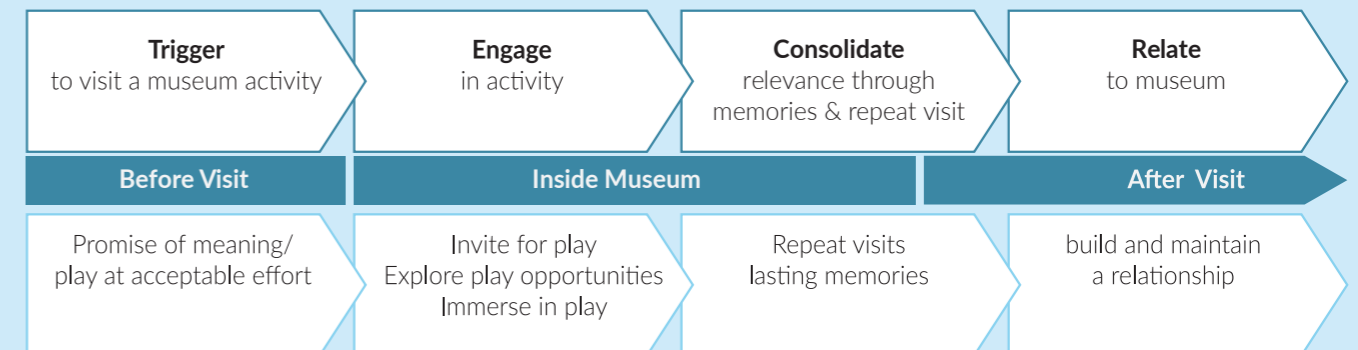 Trigger
to visit a museum activity
Engage
in activity
Consolidate
relevance through
memories & repeat visit
Relate
to museum
Before Visit
Inside Museum
After Visit
Promise of meaning/
play at acceptable effort
Invite for play
Explore play opportunities
Immerse in play
Repeat visits
lasting memories
build and maintain
a relationship